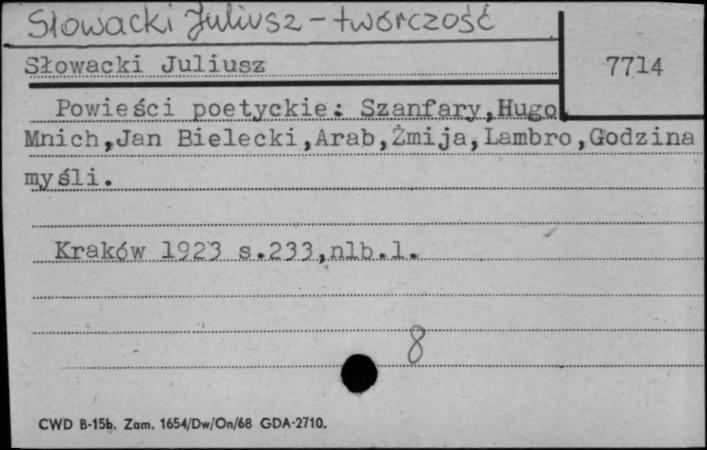 Słowacki Juliusz - twórczość
Słowacki Juliusz
7714
Powieści poetyckie: Szanfary,Hugo
Mnich,Jan Bielecki,Arab,Żmija,Lambro,Godzina
myśli.
Kraków 1923 s.233,nlb.1.
8
CWD B-15b. Zam. 1654/Dw/On/68 GDA-2710.